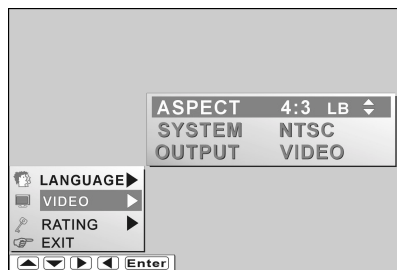 ASPECT 4:3 LB
SYSTEM NTSC
OUTPUT VIDEO
LANGUAGE
VIDEO
RATING
EXIT
Enter